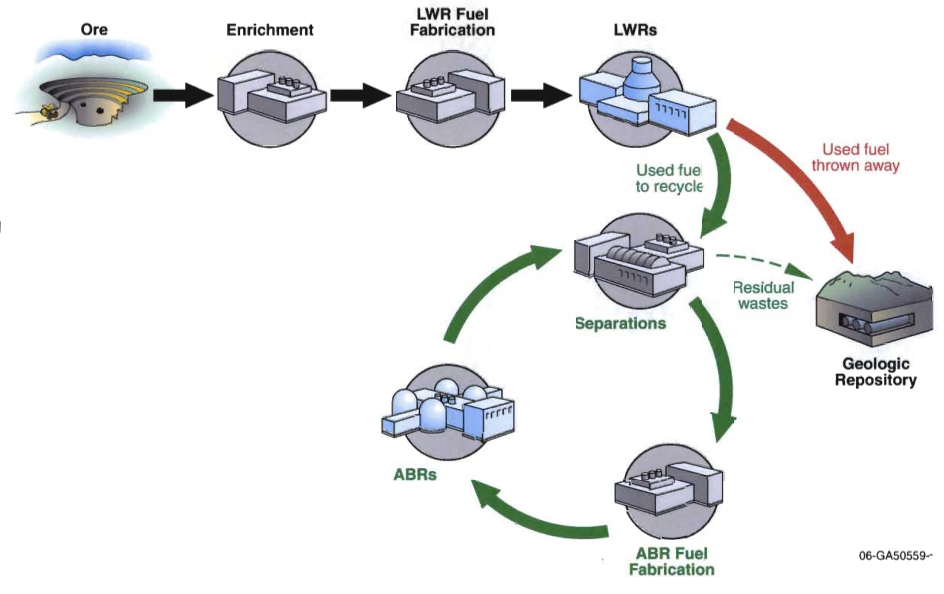 Ore
Enrichment
LWR Fuel
Fabrication
LWRs
Used fuel
thrown away
Used fuel
to recycle
Residual
wastes
Separations
Geologic
Repository
ABRs
ABR Fuel
Fabrication
06-GA50559-